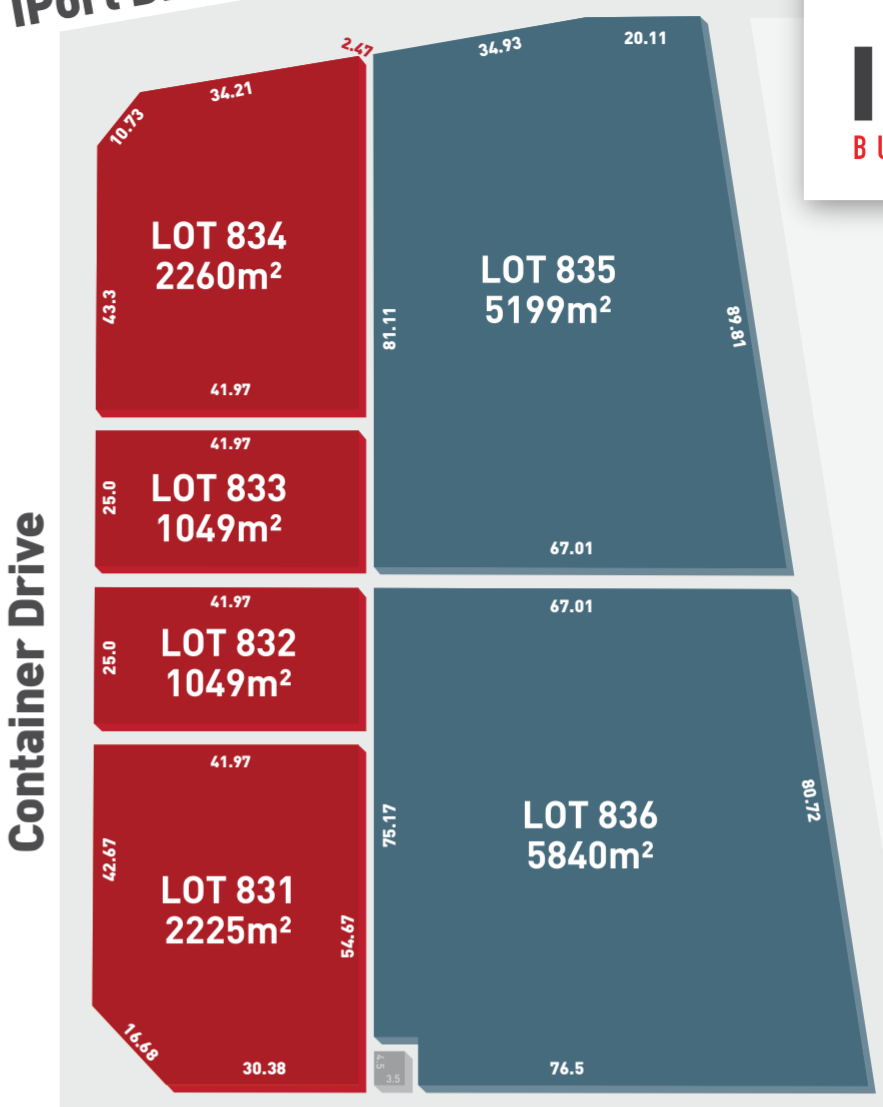 2.47
34.21
10.73
LOT 834
2260m²
43.3
41.97
34.93
20.11
LOT 835
5199m²
81.11
89.81
67.01
41.97
25.0
LOT 833
1049m²
41.97
25.0
LOT 832
1049m²
Container Drive
41.97
42.67
LOT 831
2225m²
54.67
16.68
30.38
67.01
75.17
LOT 836
5840m²
80.72
76.5
4.5
3.5